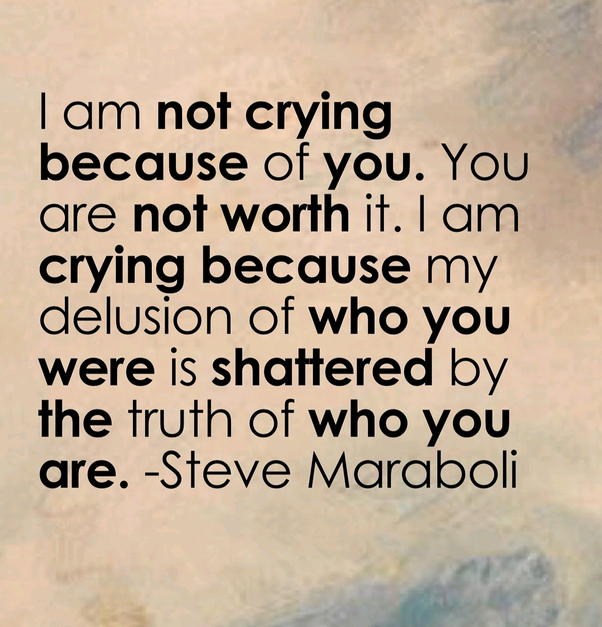 I am not crying
because of you. You
are not worth it. I am
crying because my
delusion of who you
were is shattered by
the truth of who you
are. -Steve Maraboli